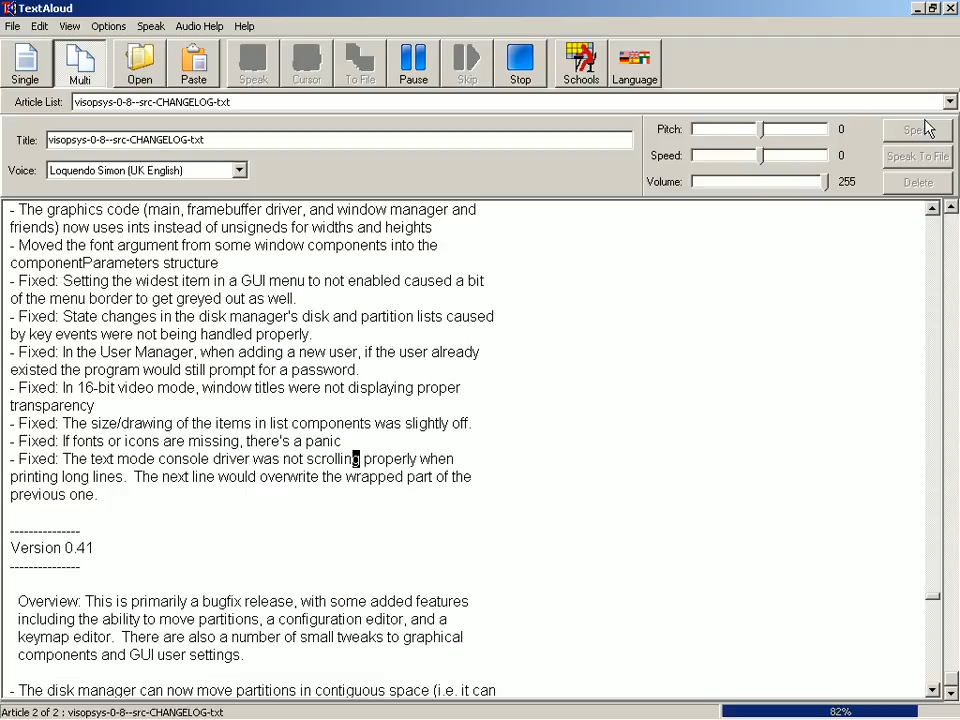 TextAloud
File Edit View Options Speak Audio Help Help
Single Multi Open Paste Speak Cursor To File Pause Skip Stop Schools Language
Article List: visopsys-0-8--src-CHANGELOG-txt
Title: visopsys-0-8--src-CHANGELOG-txt
Voice: Loquendo Simon (UK English)
Pitch: 0
Speed: 0
Volume: 255
Speak
Speak To File
Delete
- The graphics code (main, framebuffer driver, and window manager and
friends) now uses ints instead of unsigneds for widths and heights
- Moved the font argument from some window components into the
componentParameters structure
- Fixed: Setting the widest item in a GUI menu to not enabled caused a bit
of the menu border to get greyed out as well.
- Fixed: State changes in the disk manager's disk and partition lists caused
by key events were not being handled properly.
- Fixed: In the User Manager, when adding a new user, if the user already
existed the program would still prompt for a password.
- Fixed: In 16-bit video mode, window titles were not displaying proper
transparency
- Fixed: The size/drawing of the items in list components was slightly off.
- Fixed: If fonts or icons are missing, there's a panic
- Fixed: The text mode console driver was not scrolling properly when
printing long lines.  The next line would overwrite the wrapped part of the
previous one.
---------------
Version 0.41
---------------
Overview: This is primarily a bugfix release, with some added features
including the ability to move partitions, a configuration editor, and a
keymap editor.  There are also a number of small tweaks to graphical
components and GUI user settings.
- The disk manager can now move partitions in contiguous space (i.e. it can
Article 2 of 2 : visopsys-0-8--src-CHANGELOG-txt
82%